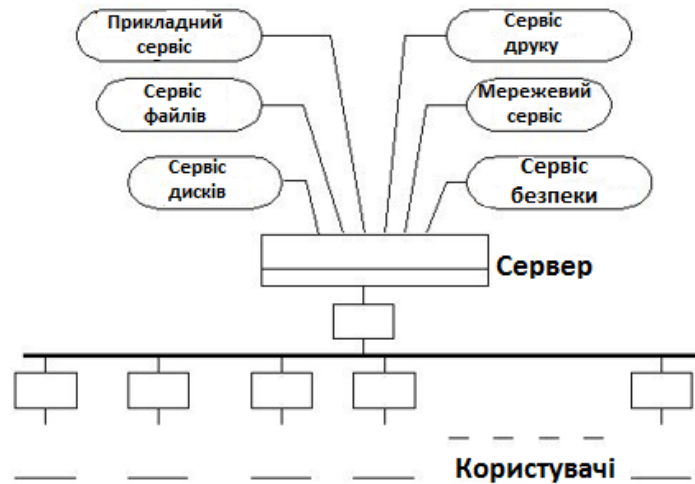 Прикладний
сервіс
Сервіс
друку
Сервіс
файлів
Мережевий
сервіс
Сервіс
дисків
Сервіс
безпеки
Сервер
Користувачі